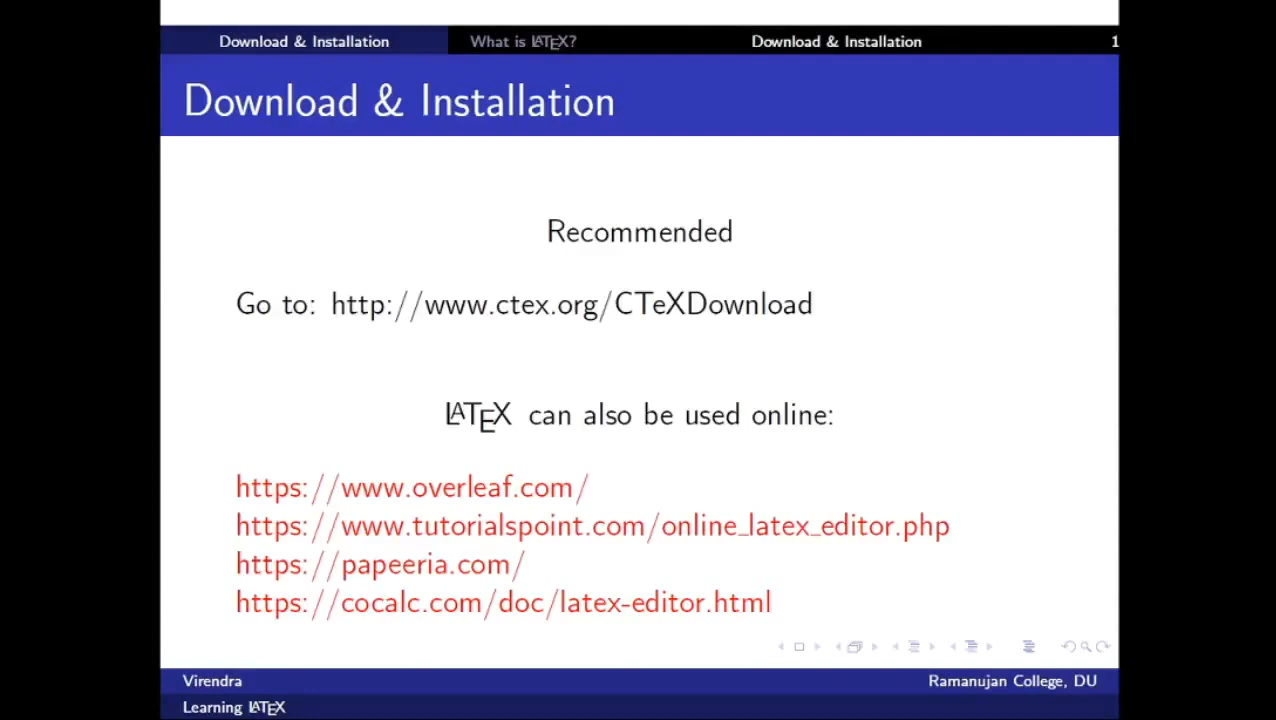 Download & Installation What is LATEX? Download & Installation 1
Download & Installation
Recommended
Go to: http://www.ctex.org/CTeXDownload
LATEX can also be used online:
https://www.overleaf.com/
https://www.tutorialspoint.com/online_latex_editor.php
https://papeeria.com/
https://cocalc.com/doc/latex-editor.html
Virendra Ramanujan College, DU
Learning LATEX